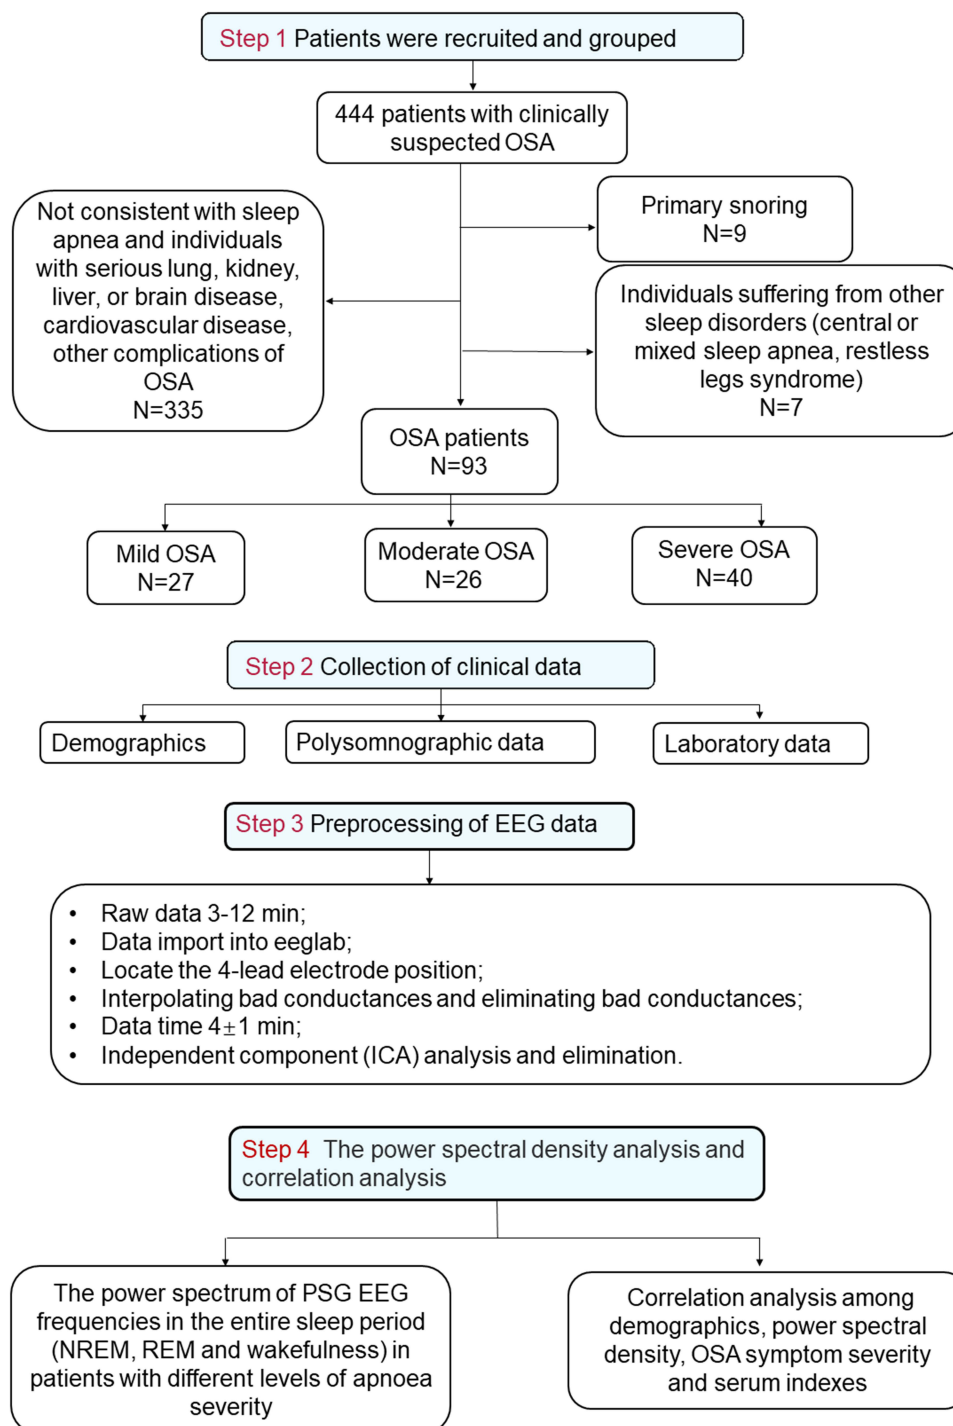 Step 1 Patients were recruited and grouped
444 patients with clinically
suspected OSA
Not consistent with sleep
apnea and individuals
with serious lung, kidney,
liver, or brain disease,
cardiovascular disease,
other complications of
OSA
N=335
Primary snoring
N=9
Individuals suffering from other
sleep disorders (central or
mixed sleep apnea, restless
legs syndrome)
N=7
OSA patients
N=93
Mild OSA
N=27
Moderate OSA
N=26
Severe OSA
N=40
Step 2 Collection of clinical data
Demographics
Polysomnographic data
Laboratory data
Step 3 Preprocessing of EEG data
• Raw data 3-12 min;
• Data import into eeglab;
• Locate the 4-lead electrode position;
• Interpolating bad conductances and eliminating bad conductances;
• Data time 4±1 min;
• Independent component (ICA) analysis and elimination.
Step 4 The power spectral density analysis and
correlation analysis
The power spectrum of PSG EEG
frequencies in the entire sleep period
(NREM, REM and wakefulness) in
patients with different levels of apnoea
severity
Correlation analysis among
demographics, power spectral
density, OSA symptom severity
and serum indexes